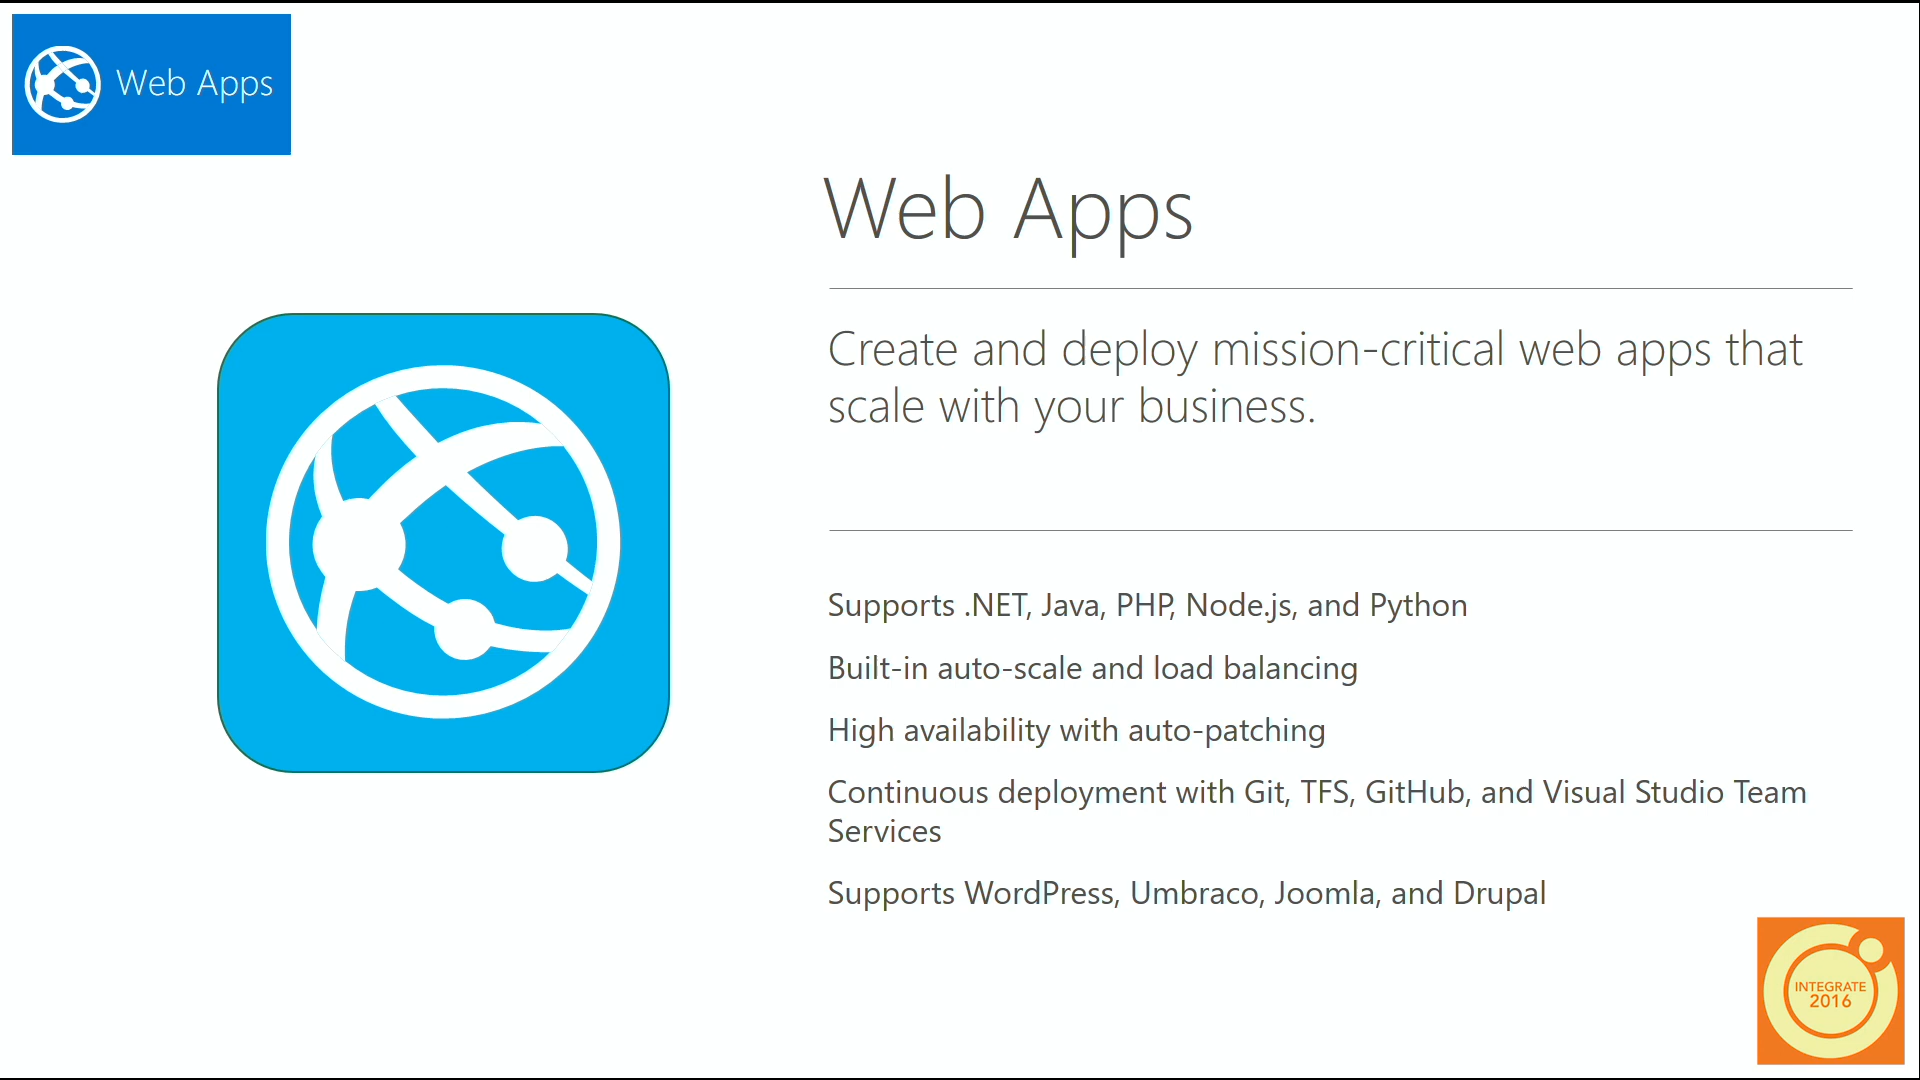 Web Apps
Web Apps
Create and deploy mission-critical web apps that
scale with your business.
Supports .NET, Java, PHP, Node.js, and Python
Built-in auto-scale and load balancing
High availability with auto-patching
Continuous deployment with Git, TFS, GitHub, and Visual Studio Team
Services
Supports WordPress, Umbraco, Joomla, and Drupal
INTEGRATE
2016